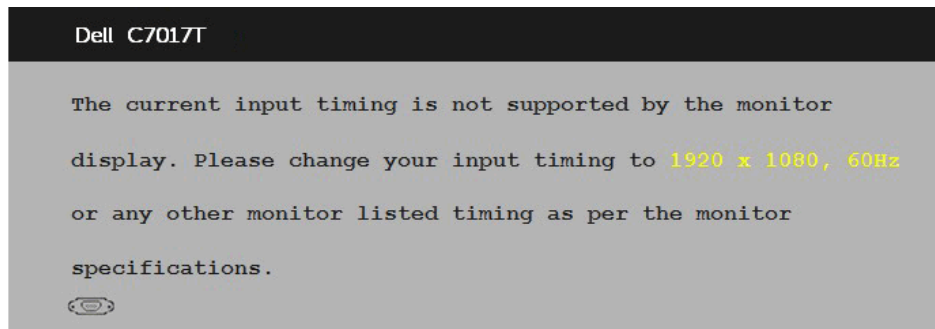 Dell C7017T
The current input timing is not supported by the monitor
display. Please change your input timing to 1920 x 1080, 60Hz
or any other monitor listed timing as per the monitor
specifications.